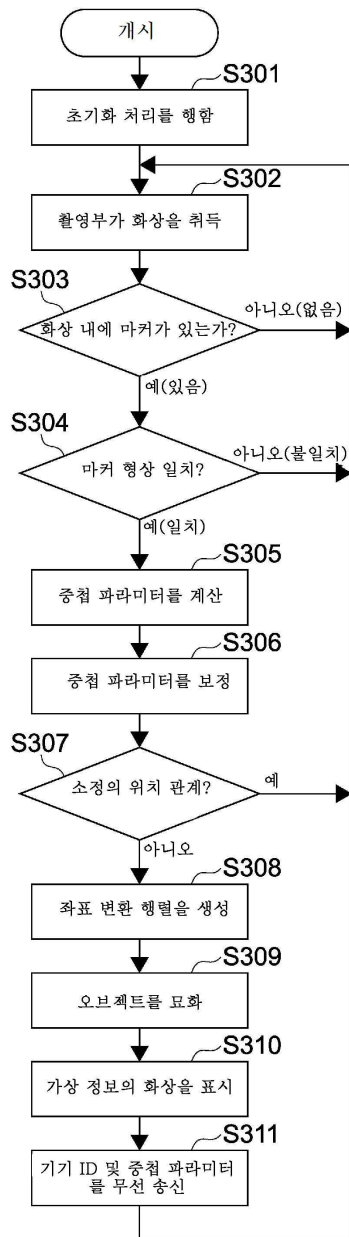 개시
S301
초기화 처리를 행함
S302
촬영부가 화상을 취득
S303
화상 내에 마커가 있는가?
아니오(없음)
예(있음)
S304
마커 형상 일치?
아니오(불일치)
예(일치)
S305
중첩 파라미터를 계산
S306
중첩 파라미터를 보정
S307
소정의 위치 관계?
예
아니오
S308
좌표 변환 행렬을 생성
S309
오브젝트를 묘화
S310
가상 정보의 화상을 표시
S311
기기 ID 및 중첩 파라미터
를 무선 송신